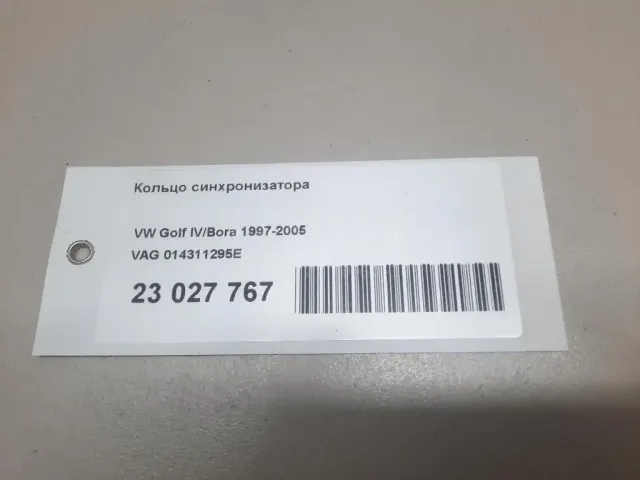 Кольцо синхронизатора
VW Golf IV/Bora 1997-2005
VAG 014311295E
23 027 767